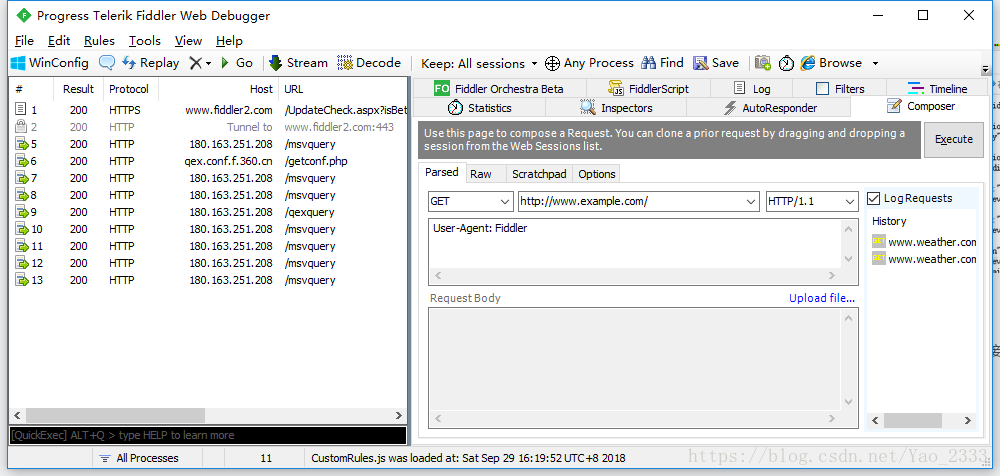 Progress Telerik Fiddler Web Debugger
File Edit Rules Tools View Help
WinConfig Replay Go Stream Decode Keep: All sessions Any Process Find Save Browse
# Result Protocol Host URL
1 200 HTTPS www.fiddler2.com /UpdateCheck.aspx?isBet
2 200 HTTP Tunnel to www.fiddler2.com:443
5 200 HTTP 180.163.251.208 /msvquery
6 200 HTTP qex.conf.f.360.cn /getconf.php
7 200 HTTP 180.163.251.208 /msvquery
8 200 HTTP 180.163.251.208 /msvquery
9 200 HTTP 180.163.251.208 /qexquery
10 200 HTTP 180.163.251.208 /msvquery
11 200 HTTP 180.163.251.208 /msvquery
12 200 HTTP 180.163.251.208 /msvquery
13 200 HTTP 180.163.251.208 /msvquery
[QuickExec] ALT+Q > type HELP to learn more
FO Fiddler Orchestra Beta FiddlerScript Log Filters Timeline
Statistics Inspectors AutoResponder Composer
Use this page to compose a Request. You can clone a prior request by dragging and dropping a
session from the Web Sessions list.
Execute
Parsed Raw Scratchpad Options
GET http://www.example.com/ HTTP/1.1
User-Agent: Fiddler
Request Body Upload file...
Log Requests
History
www.weather.com
www.weather.com
All Processes 11 CustomRules.js was loaded at: Sat Sep 29 16:19:52 UTC+8 2018
https://blog.csdn.net/Yao_2333